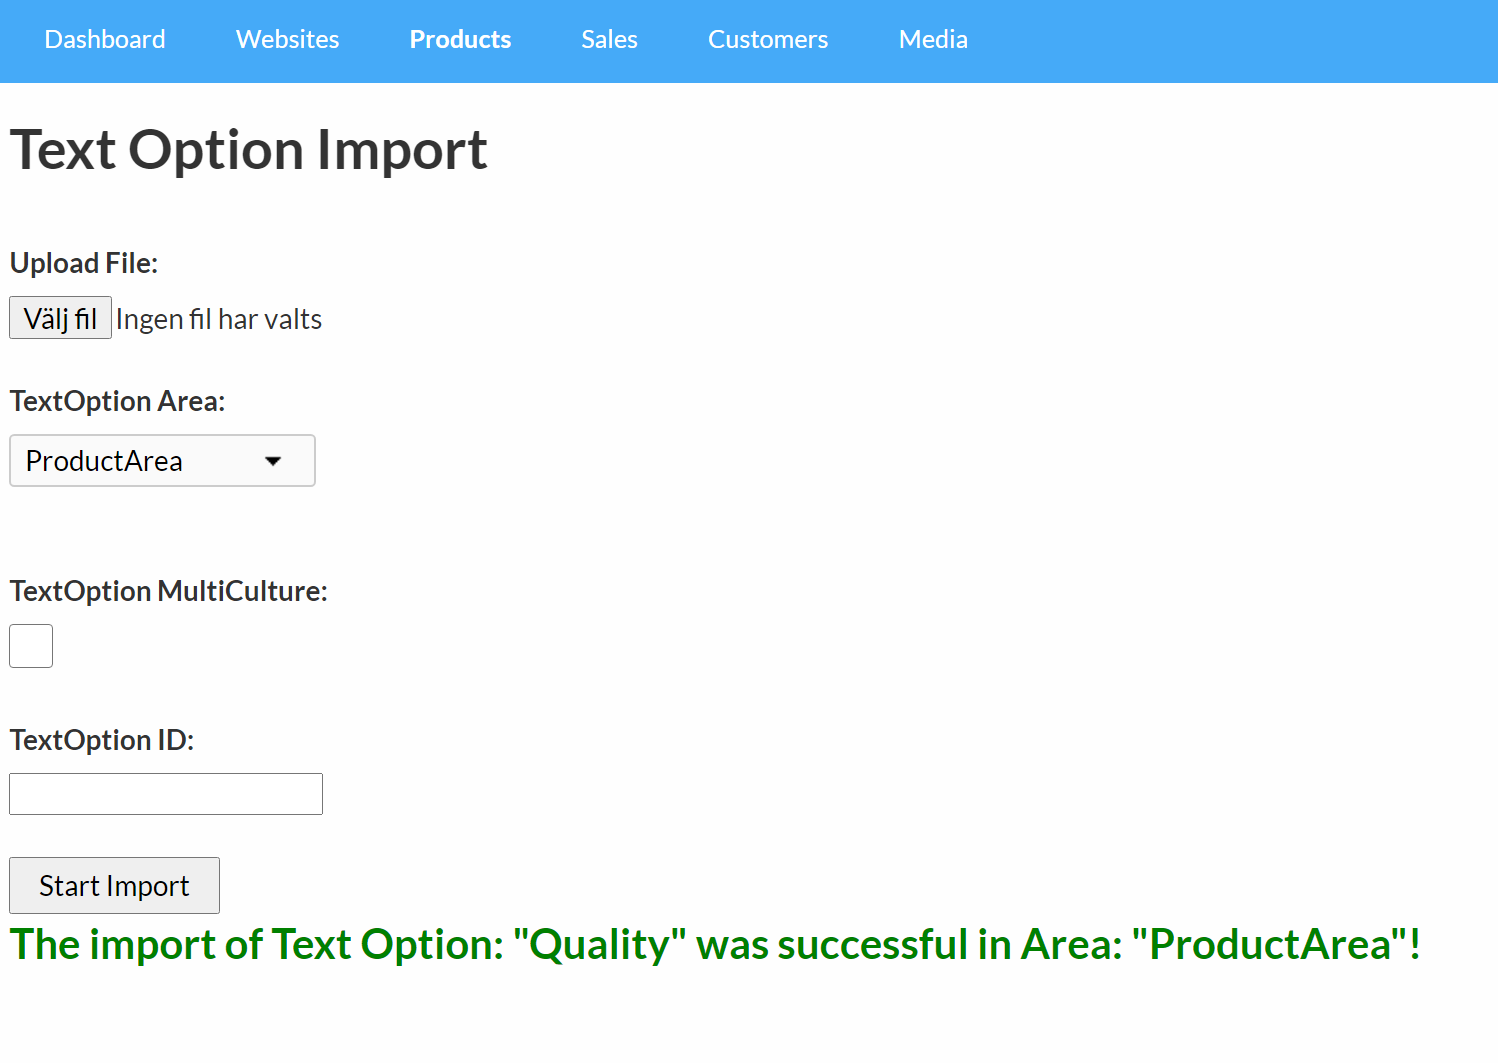 Dashboard Websites Products Sales Customers Media
Text Option Import
Upload File:
Välj fil Ingen fil har valts
TextOption Area:
ProductArea
TextOption MultiCulture:
TextOption ID:
Start Import
The import of Text Option: "Quality" was successful in Area: "ProductArea"!